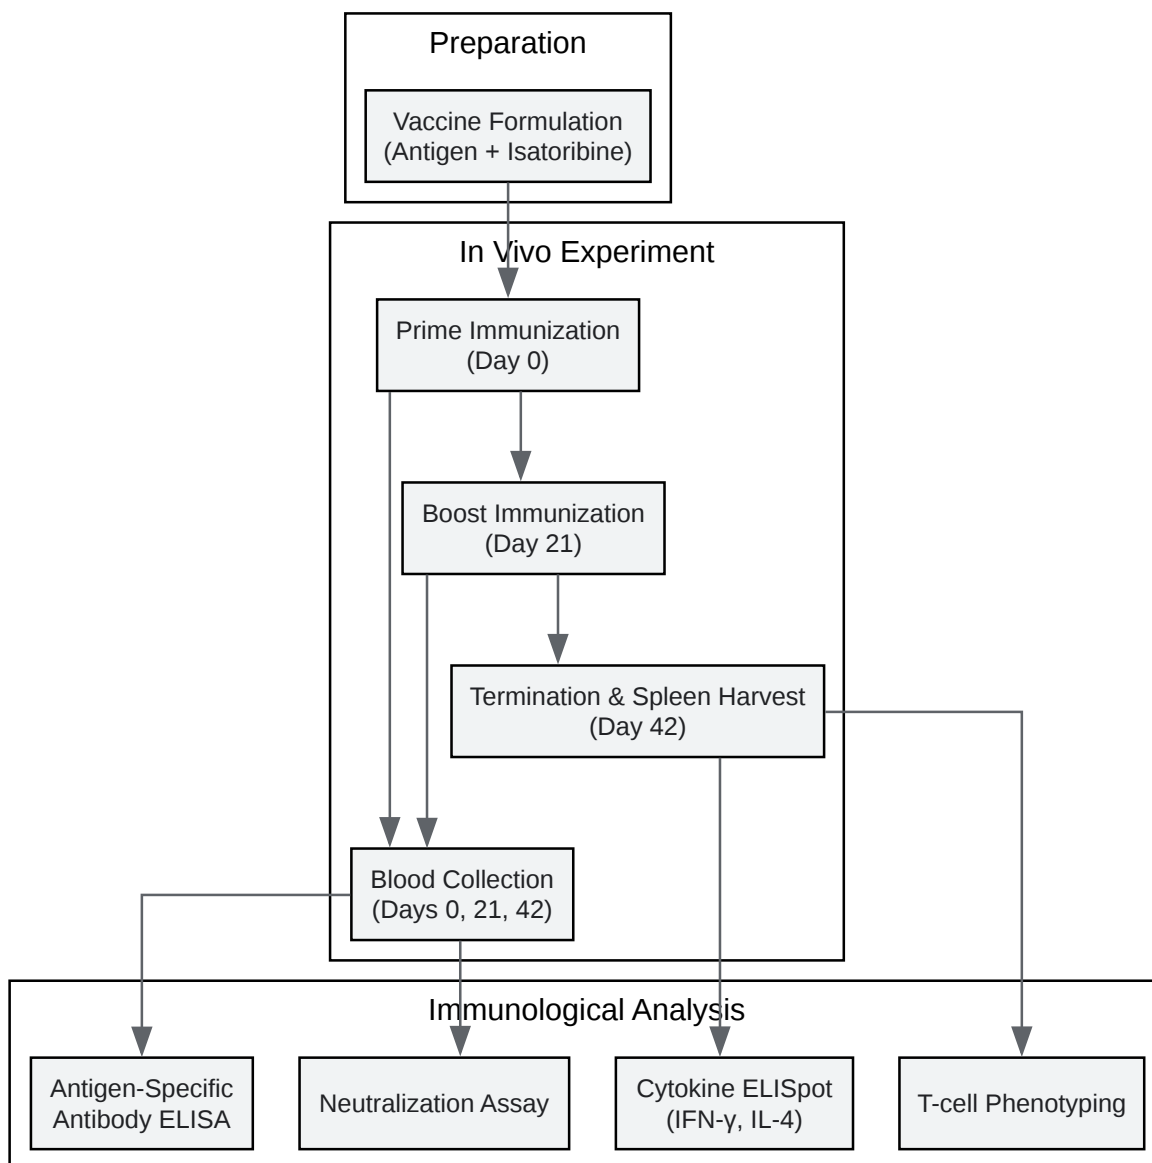 Preparation
Vaccine Formulation
(Antigen + Isatoribine)
In Vivo Experiment
Prime Immunization
(Day 0)
Boost Immunization
(Day 21)
Termination & Spleen Harvest
(Day 42)
Blood Collection
(Days 0, 21, 42)
Immunological Analysis
Antigen-Specific
Antibody ELISA
Neutralization Assay
Cytokine ELISpot
(IFN-γ, IL-4)
T-cell Phenotyping